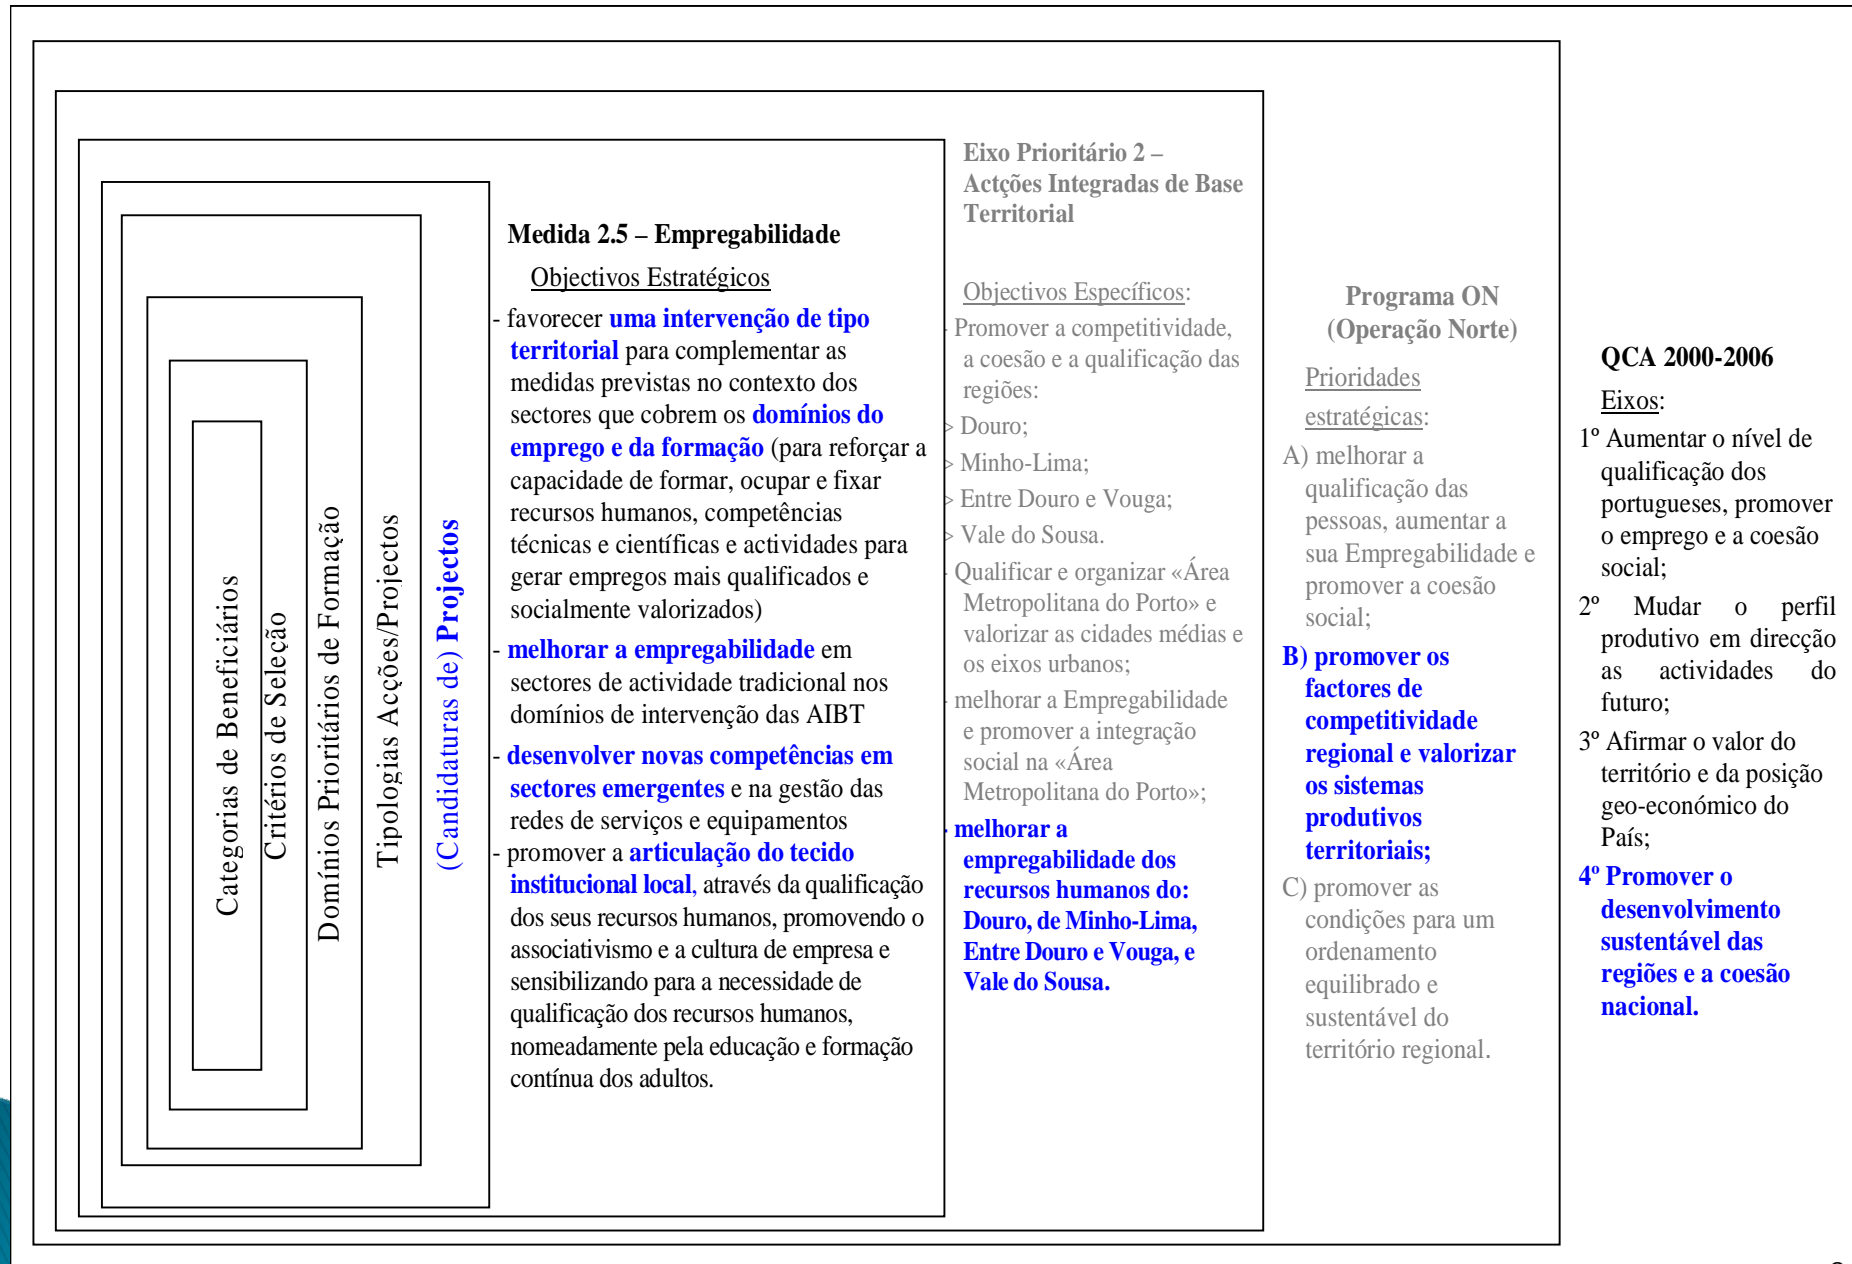 Categorias de Beneficiários
Critérios de Seleção
Domínios Prioritários de Formação
Tipologias Acções/Projectos
(Candidaturas de) Projectos
Medida 2.5 – Empregabilidade
Objectivos Estratégicos
- favorecer uma intervenção de tipo
territorial para complementar as
medidas previstas no contexto dos
sectores que cobrem os domínios do
emprego e da formação (para reforçar a
capacidade de formar, ocupar e fixar
recursos humanos, competências
técnicas e científicas e actividades para
gerar empregos mais qualificados e
socialmente valorizados)
- melhorar a empregabilidade em
sectores de actividade tradicional nos
domínios de intervenção das AIBT
- desenvolver novas competências em
sectores emergentes e na gestão das
redes de serviços e equipamentos
- promover a articulação do tecido
institucional local, através da qualificação
dos seus recursos humanos, promovendo o
associativismo e a cultura de empresa e
sensibilizando para a necessidade de
qualificação dos recursos humanos,
nomeadamente pela educação e formação
contínua dos adultos.
Eixo Prioritário 2 –
Actções Integradas de Base
Territorial
Objectivos Específicos:
- Promover a competitividade,
a coesão e a qualificação das
regiões:
> Douro;
> Minho-Lima;
> Entre Douro e Vouga;
> Vale do Sousa.
- Qualificar e organizar «Área
Metropolitana do Porto» e
valorizar as cidades médias e
os eixos urbanos;
- melhorar a Empregabilidade
e promover a integração
social na «Área
Metropolitana do Porto»;
- melhorar a
empregabilidade dos
recursos humanos do:
Douro, de Minho-Lima,
Entre Douro e Vouga, e
Vale do Sousa.
Programa ON
(Operação Norte)
Prioridades
estratégicas:
A) melhorar a
qualificação das
pessoas, aumentar a
sua Empregabilidade e
promover a coesão
social;
B) promover os
factores de
competitividade
regional e valorizar
os sistemas
produtivos
territoriais;
C) promover as
condições para um
ordenamento
equilibrado e
sustentável do
território regional.
QCA 2000-2006
Eixos:
1º Aumentar o nível de
qualificação dos
portugueses, promover
o emprego e a coesão
social;
2º Mudar o perfil
produtivo em direcção
as actividades do
futuro;
3º Afirmar o valor do
território e da posição
geo-económico do
País;
4º Promover o
desenvolvimento
sustentável das
regiões e a coesão
nacional.